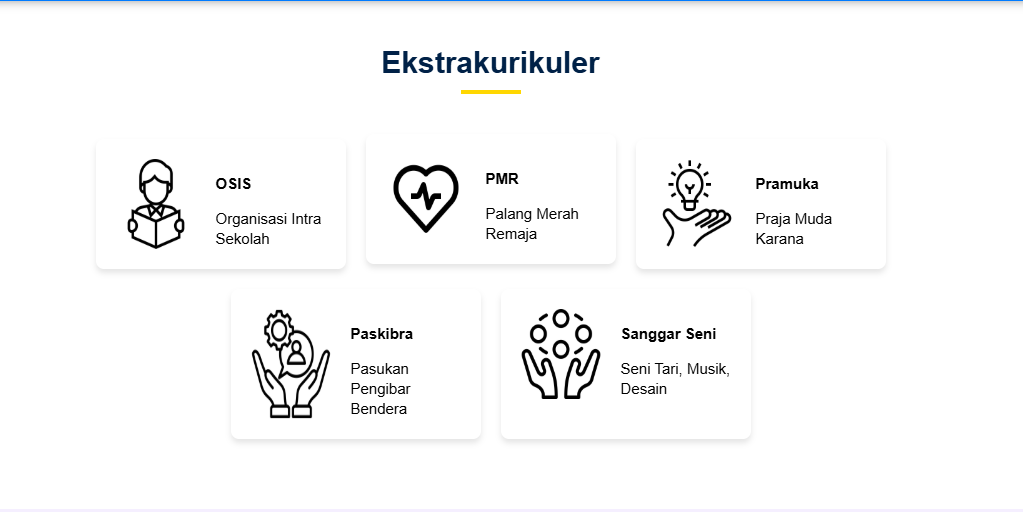 Ekstrakurikuler
OSIS
Organisasi Intra
Sekolah
PMR
Palang Merah
Remaja
Pramuka
Praja Muda
Karana
Paskibra
Pasukan
Pengibar
Bendera
Sanggar Seni
Seni Tari, Musik,
Desain